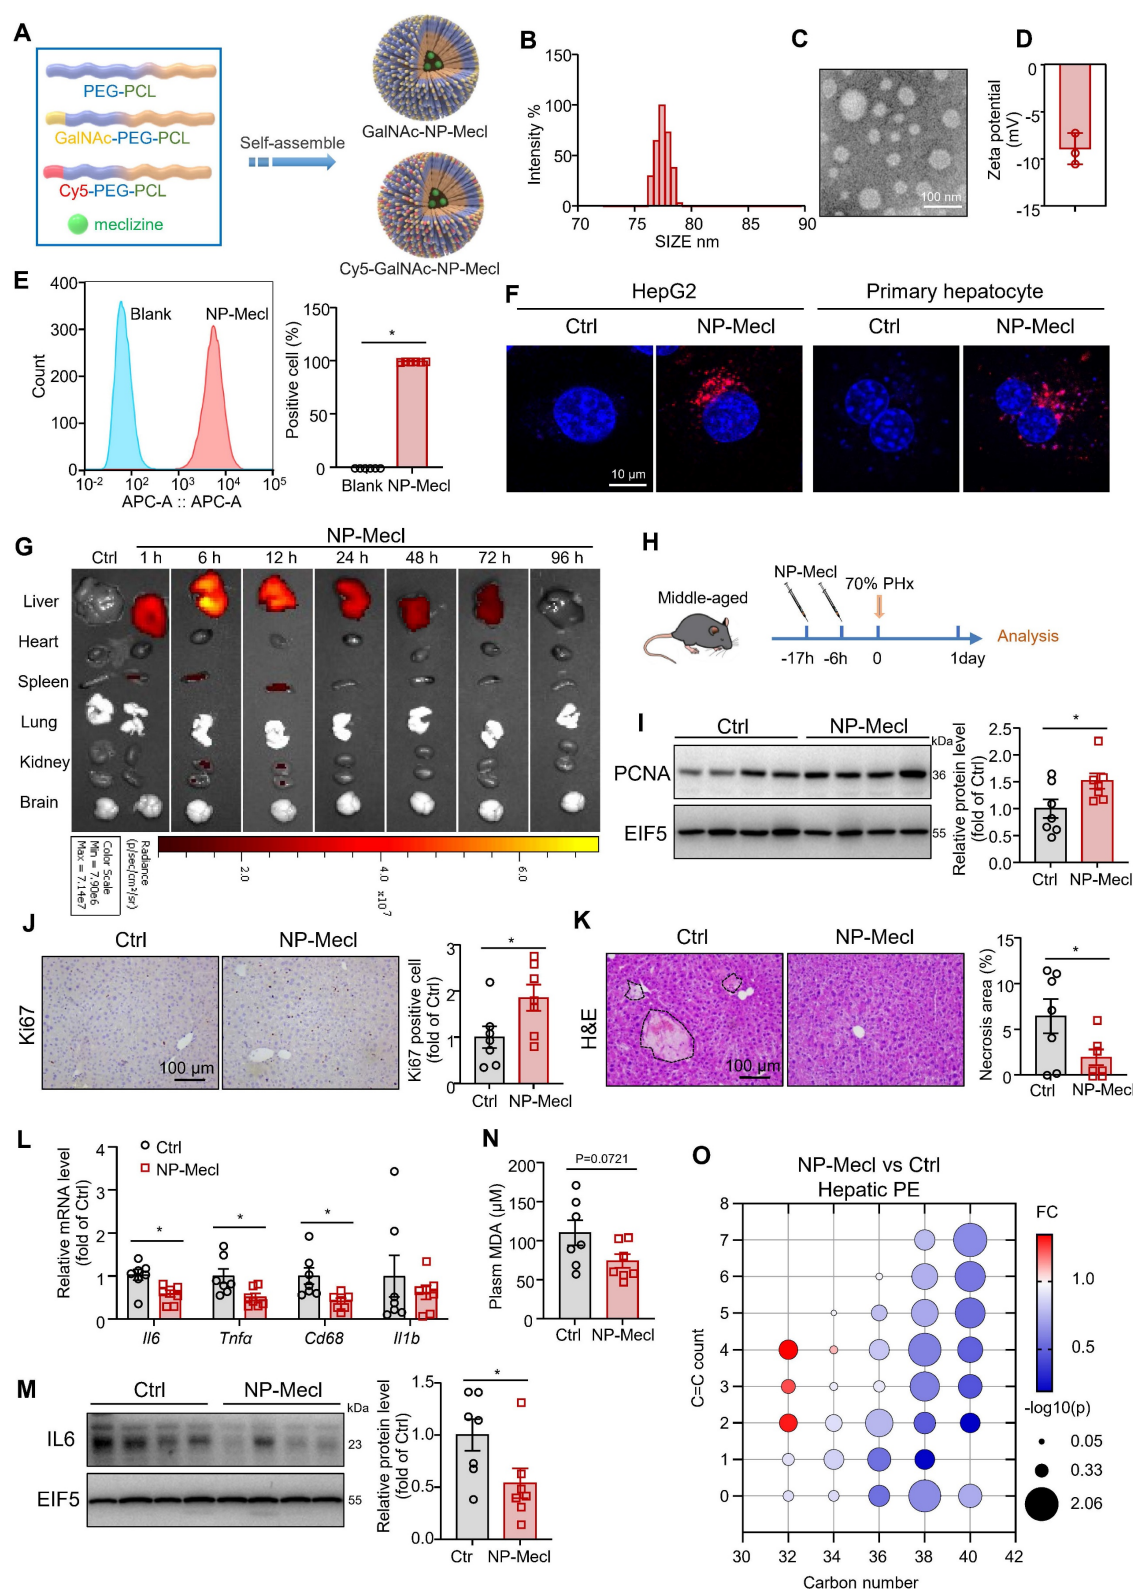 A
PEG-PCL
GalNAc-PEG-PCL
Cy5-PEG-PCL
meclizine
Self-assemble
GalNAc-NP-Mecl
Cy5-GalNAc-NP-Mecl
B
Intensity %
150
100
50
0
70 75 80 85 90
SIZE nm
C
100 nm
D
Zeta potential
(mV)
0
-5
-10
-15
E
Count
400
300
200
100
0
Blank NP-Mecl
10-2 10² 10³ 10⁴ 10⁵
APC-A :: APC-A
Positive cell (%)
150
100
50
0
*
Blank NP-Mecl
F
HepG2 Primary hepatocyte
Ctrl NP-Mecl Ctrl NP-Mecl
10 µm
G
NP-Mecl
Ctrl 1 h 6 h 12 h 24 h 48 h 72 h 96 h
Liver
Heart
Spleen
Lung
Kidney
Brain
Color Scale
Min = 7.90e6
Max = 7.14e7
Radiance
(p/sec/cm²/sr)
2.0 4.0 6.0
x10⁷
H
NP-Mecl
70% PHx
Middle-aged
Analysis
-17h -6h 0 1day
I
Ctrl NP-Mecl
kDa
PCNA 36
EIF5 55
Relative protein level
(fold of Ctrl)
2.5
2.0
1.5
1.0
0.5
0.0
*
Ctrl NP-Mecl
J
Ctrl NP-Mecl
Ki67
100 µm
Ki67 positive cell
(fold of Ctrl)
3
2
1
0
*
Ctrl NP-Mecl
K
Ctrl NP-Mecl
H&E
100 µm
Necrosis area (%)
15
10
5
0
*
Ctrl NP-Mecl
L
Relative mRNA level
(fold of Ctrl)
4
3
2
1
0
Ctrl
NP-Mecl
* * *
Il6 Tnfα Cd68 Il1b
M
Ctrl NP-Mecl
kDa
IL6 23
EIF5 55
Relative protein level
(fold of Ctrl)
1.5
1.0
0.5
0.0
*
Ctr NP-Mecl
N
Plasm MDA (µM)
200
150
100
50
0
P=0.0721
Ctrl NP-Mecl
O
NP-Mecl vs Ctrl
Hepatic PE
C=C count
8
7
6
5
4
3
2
1
0
30 32 34 36 38 40 42
Carbon number
FC
1.0
0.5
-log10(p)
0.05
0.33
2.06